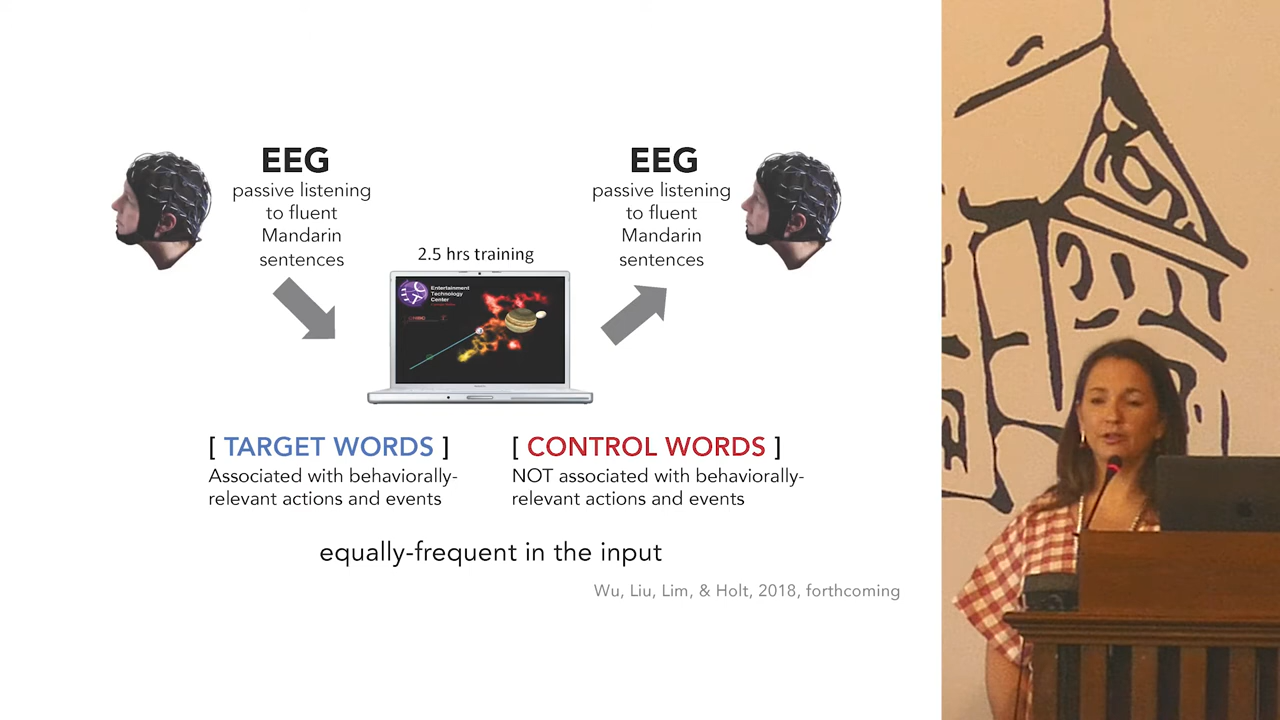 EEG
passive listening
to fluent
Mandarin
sentences
EEG
passive listening
to fluent
Mandarin
sentences
2.5 hrs training
Entertainment
Technology
Center
[ TARGET WORDS ]
Associated with behaviorally-
relevant actions and events
[ CONTROL WORDS ]
NOT associated with behaviorally-
relevant actions and events
equally-frequent in the input
Wu, Liu, Lim, & Holt, 2018, forthcoming